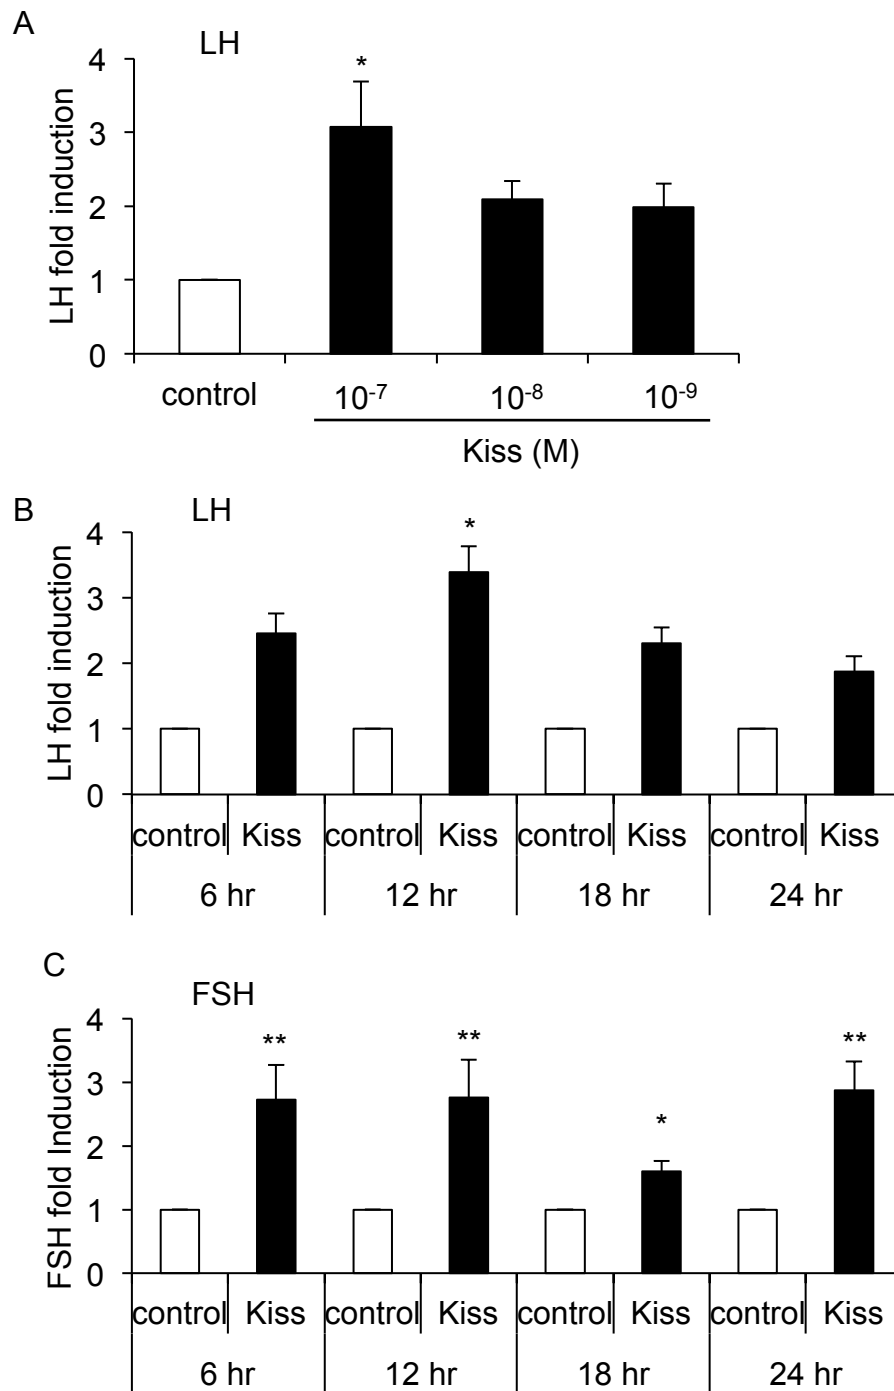 A
LH
LH fold induction
4
3
2
1
0
*
control
10-7
10-8
10-9
Kiss (M)
B
LH
LH fold induction
4
3
2
1
0
*
control Kiss control Kiss control Kiss control Kiss
6 hr 12 hr 18 hr 24 hr
C
FSH
FSH fold Induction
4
3
2
1
0
** ** * **
control Kiss control Kiss control Kiss control Kiss
6 hr 12 hr 18 hr 24 hr